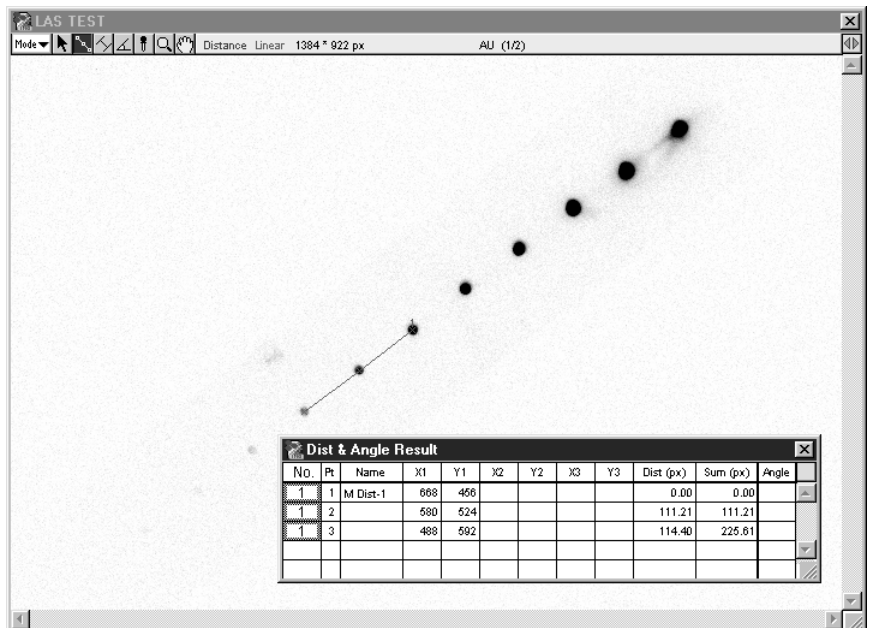 LAS TEST
Mode Distance Linear 1384 * 922 px AU (1/2)
1
Dist & Angle Result
No. Pt Name X1 Y1 X2 Y2 X3 Y3 Dist (px) Sum (px) Angle
1 1 M Dist-1 668 456 0.00 0.00
1 2 580 524 111.21 111.21
1 3 488 592 114.40 225.61